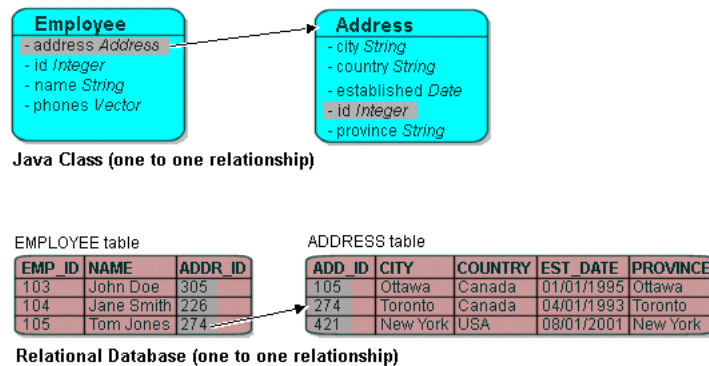 Employee
- address Address
- id Integer
- name String
- phones Vector
Address
- city String
- country String
- established Date
- id Integer
- province String
Java Class (one to one relationship)
EMPLOYEE table
EMP_ID NAME ADDR_ID
103 John Doe 305
104 Jane Smith 226
105 Tom Jones 274
ADDRESS table
ADD_ID CITY COUNTRY EST_DATE PROVINCE
105 Ottawa Canada 01/01/1995 Ottawa
274 Toronto Canada 04/01/1993 Toronto
421 New York USA 08/01/2001 New York
Relational Database (one to one relationship)